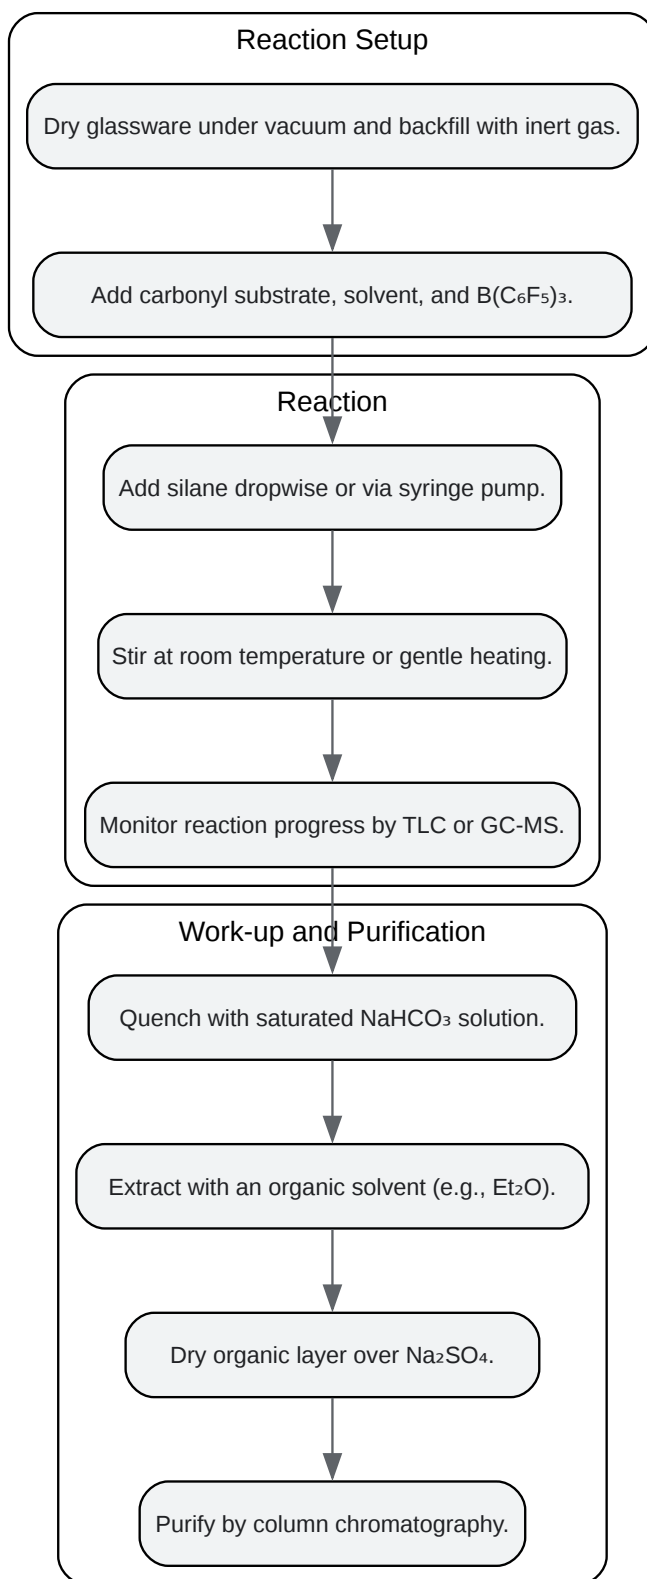 Reaction Setup
Dry glassware under vacuum and backfill with inert gas.
Add carbonyl substrate, solvent, and B(C₆F₅)₃.
Reaction
Add silane dropwise or via syringe pump.
Stir at room temperature or gentle heating.
Monitor reaction progress by TLC or GC-MS.
Work-up and Purification
Quench with saturated NaHCO₃ solution.
Extract with an organic solvent (e.g., Et₂O).
Dry organic layer over Na₂SO₄.
Purify by column chromatography.